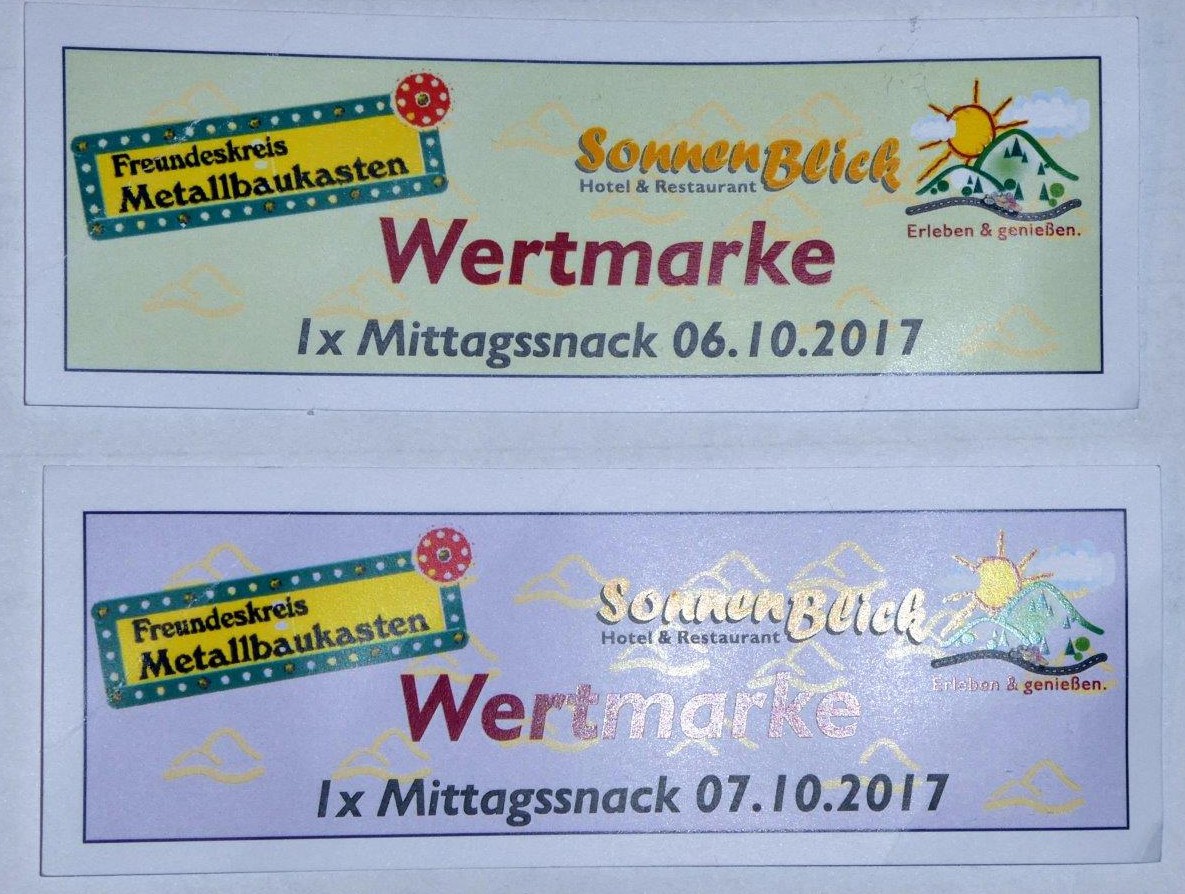 Freundeskreis
Metallbaukasten
SonnenBlick
Hotel & Restaurant
Erleben & genießen.
Wertmarke
1x Mittagssnack 06.10.2017
Freundeskreis
Metallbaukasten
SonnenBlick
Hotel & Restaurant
Erleben & genießen.
Wertmarke
1x Mittagssnack 07.10.2017